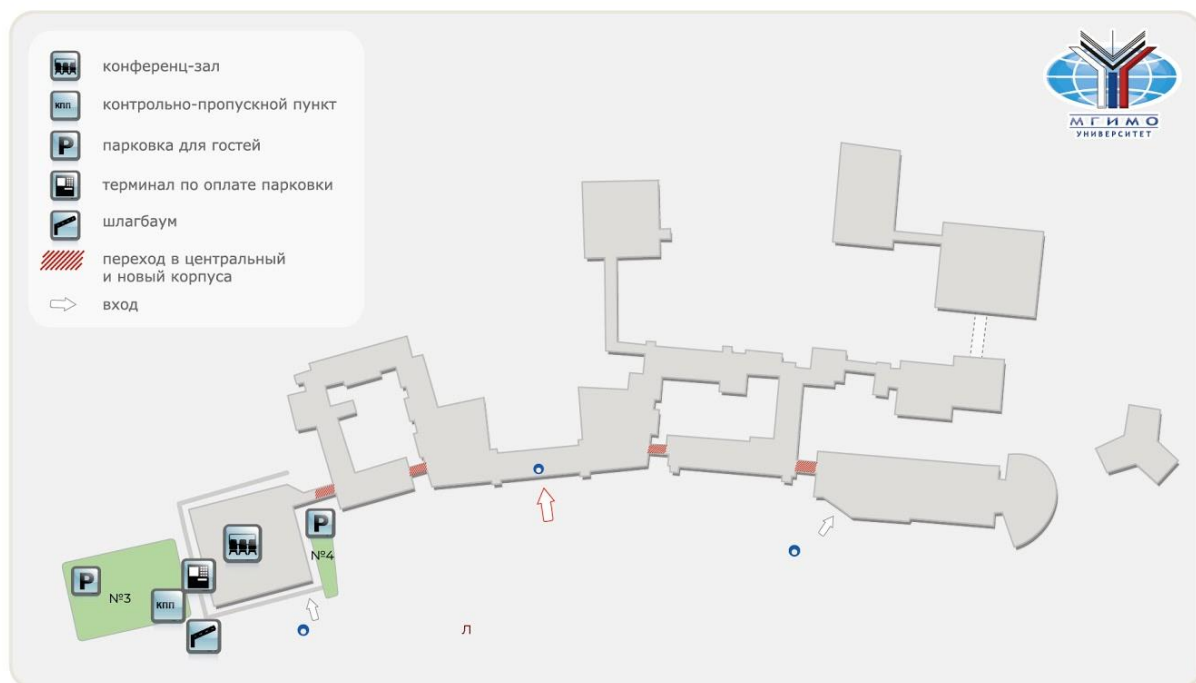 конференц-зал
кпп
контрольно-пропускной пункт
P
парковка для гостей
терминал по оплате парковки
шлагбаум
переход в центральный
и новый корпуса
вход
МГИМО
УНИВЕРСИТЕТ
P
№4
P
№3
кпп
Л